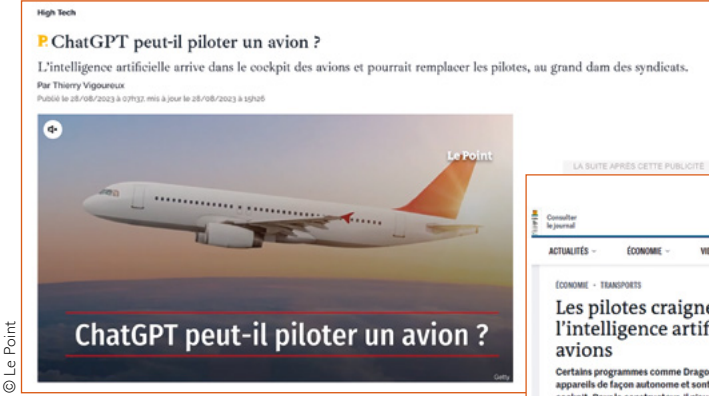 High Tech
P. ChatGPT peut-il piloter un avion ?
L'intelligence artificielle arrive dans le cockpit des avions et pourrait remplacer les pilotes, au grand dam des syndicats.
Par Thierry Vigoureux
Publié le 28/08/2023 à 07h37, mis à jour le 28/08/2023 à 15h26
Le Point
ChatGPT peut-il piloter un avion ?
Getty
© Le Point
LA SUITE APRÈS CETTE PUBLICITÉ
Consulter
le journal
ACTUALITÉS
ÉCONOMIE
ÉCONOMIE - TRANSPORTS
Les pilotes craigne
l'intelligence artif
avions
Certains programmes comme Drago
appareils de façon autonome et sont